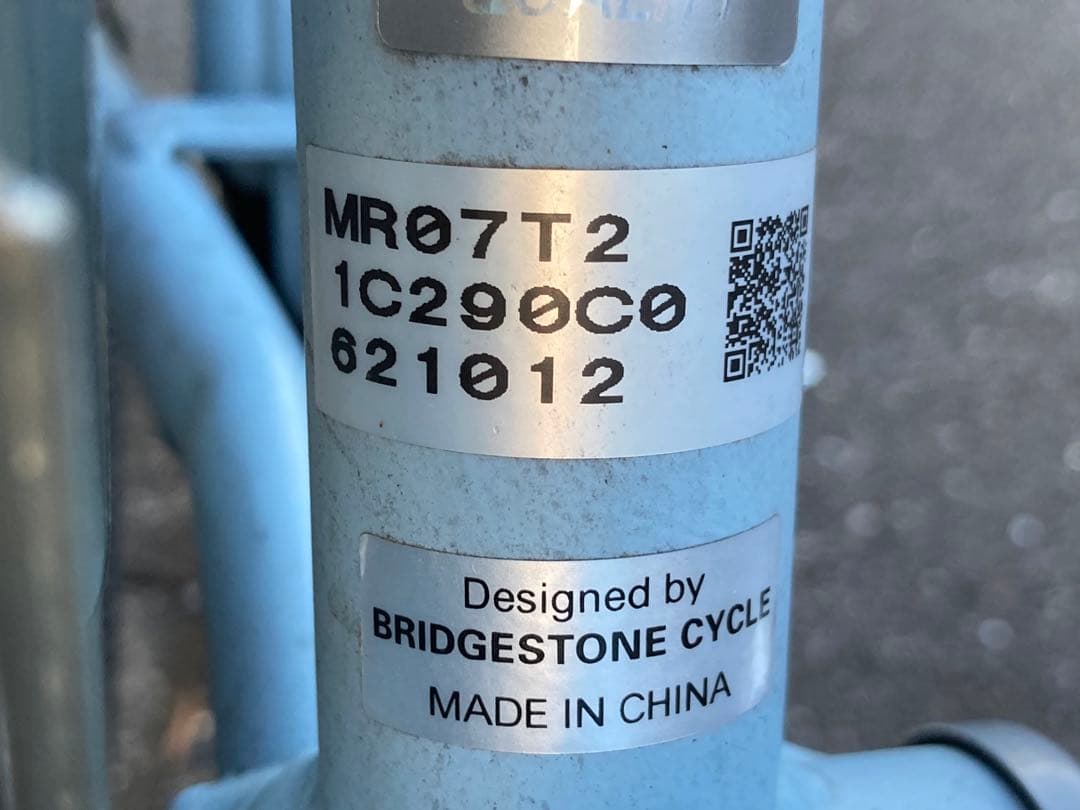 MR07T2
1C290C0
621012
Designed by
BRIDGESTONE CYCLE
MADE IN CHINA